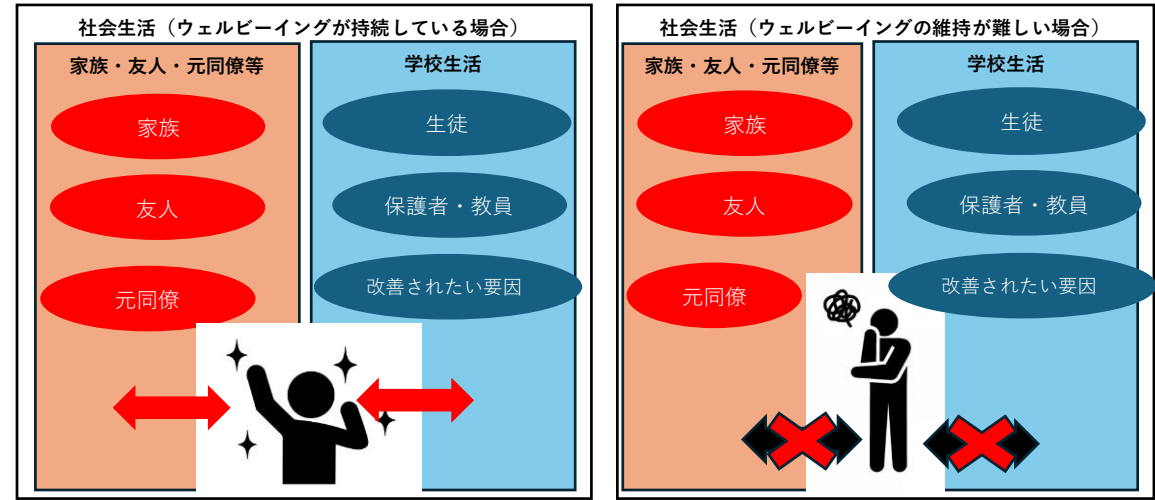 社会生活（ウェルビーイングが持続している場合）
家族・友人・元同僚等
家族
友人
元同僚
学校生活
生徒
保護者・教員
改善されたい要因
社会生活（ウェルビーイングの維持が難しい場合）
家族・友人・元同僚等
家族
友人
元同僚
学校生活
生徒
保護者・教員
改善されたい要因